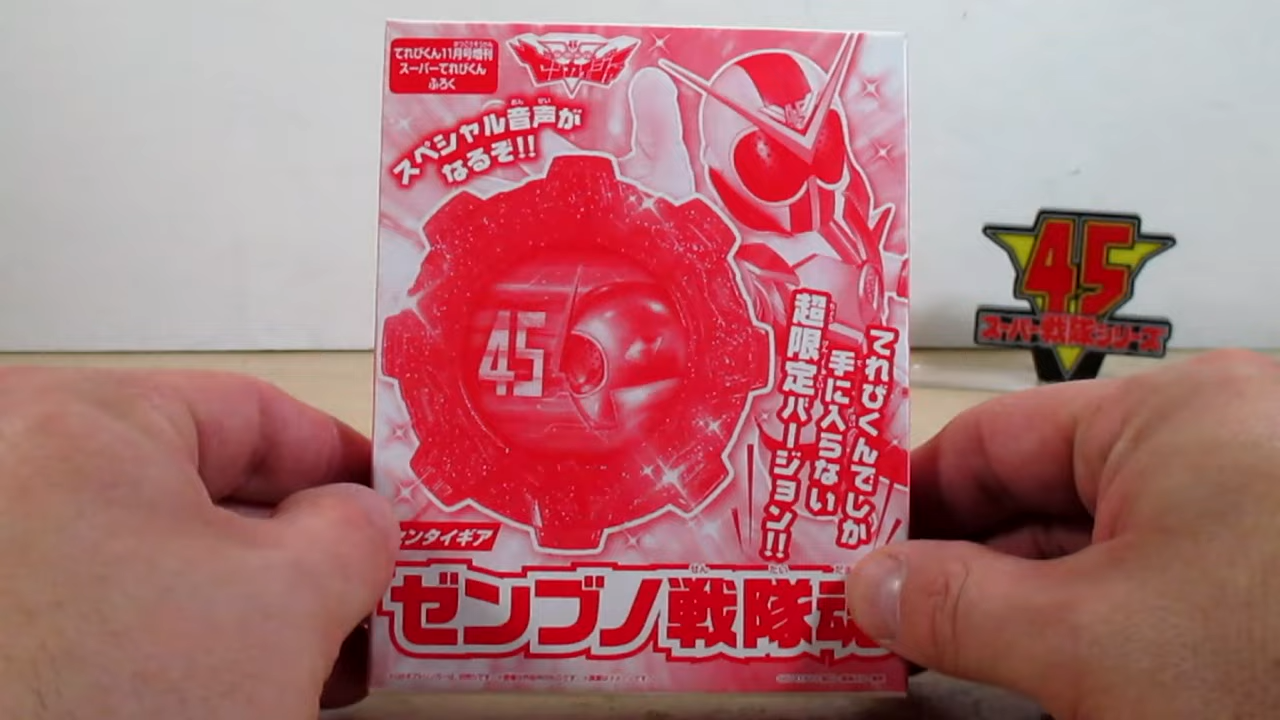 てれびくん11月号増刊
スーパーてれびくん
ふろく
スペシャル音声が
なるぞ!!
45
てれびくんでしか
手に入らない
超限定バージョン!!
ンタイギア
ゼンブノ戦隊魂
45
スーパー戦隊シリーズ